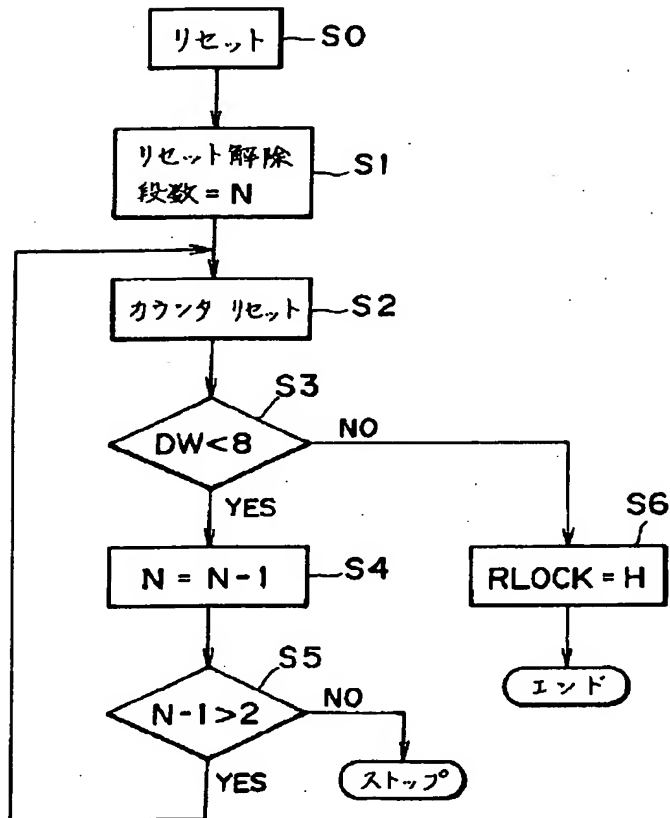 リセット
S0
リセット解除
段数=N
S1
カウンタ リセット
S2
S3
DW<8
NO
YES
S6
N=N-1
S4
RLOCK=H
S5
エンド
N-1>2
NO
YES
ストップ